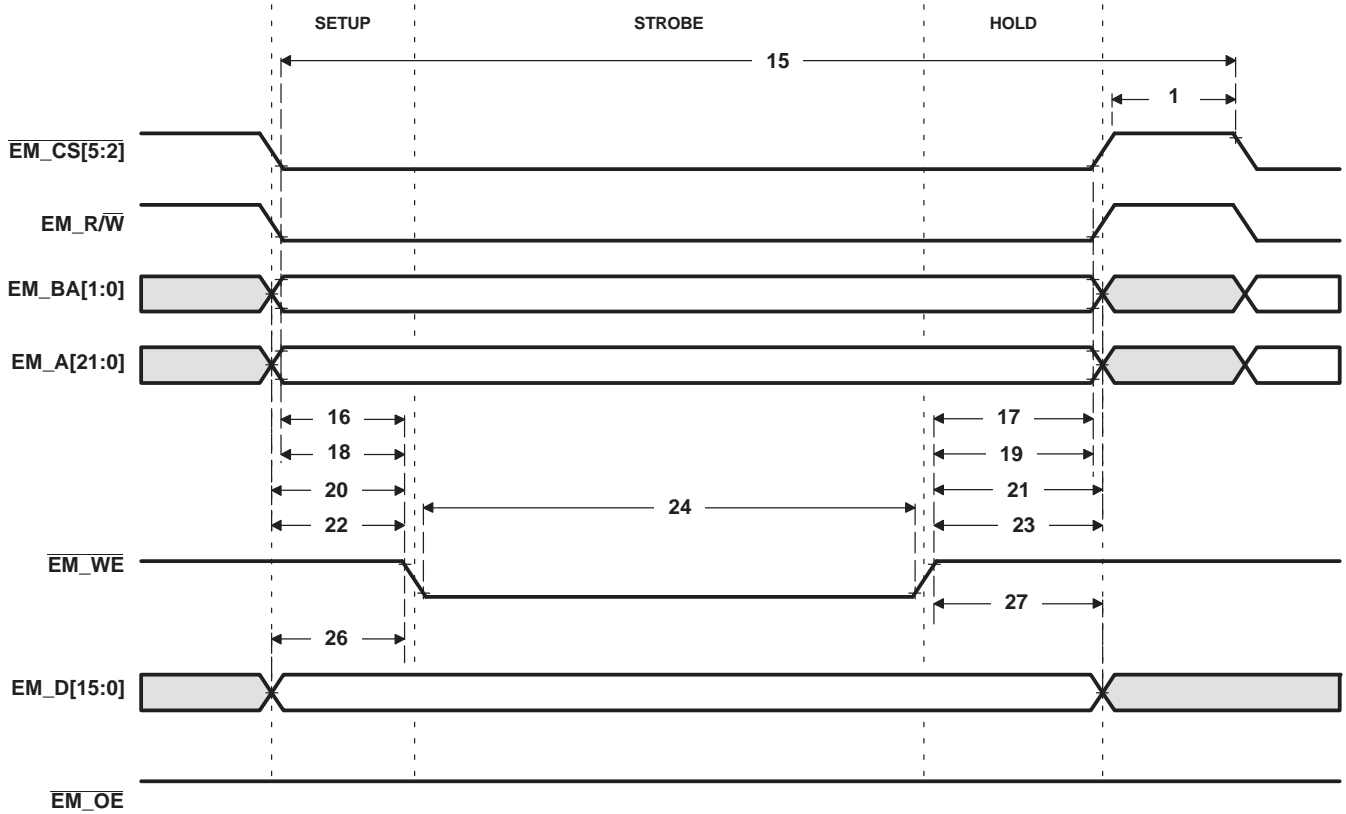 SETUP STROBE HOLD
15
1
EM_CS[5:2]
EM_R/W
EM_BA[1:0]
EM_A[21:0]
16 17
18 19
20 21
24
22 23
EM_WE
27
26
EM_D[15:0]
EM_OE